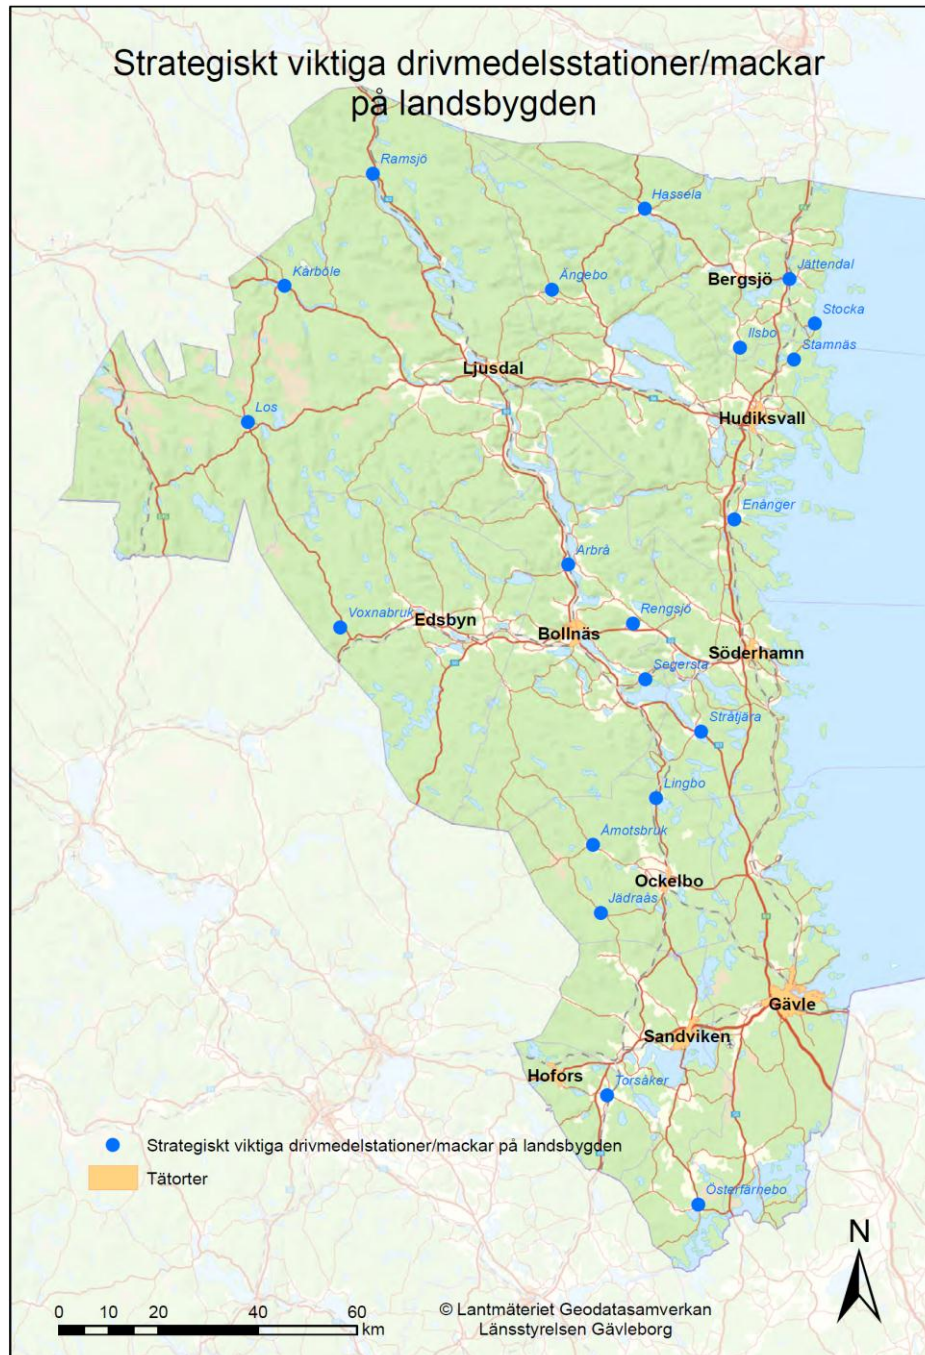 Strategiskt viktiga drivmedelsstationer/mackar
på landsbygden
Ramsjö
Hassela
Kårböle
Ängebo
Bergsjö
Jättendal
Stocka
Ilsbo
Stamnäs
Ljusdal
Los
Hudiksvall
Enånger
Arbrå
Voxnabruk
Edsbyn
Rengsjö
Bollnäs
Söderhamn
Segersta
Stråtjära
Lingbo
Åmotsbruk
Ockelbo
Jädraås
Gävle
Sandviken
Hofors
Torsåker
Strategiskt viktiga drivmedelstationer/mackar på landsbygden
Tätorter
Österfärnebo
N
0 10 20 40 60
km
© Lantmäteriet Geodatasamverkan
Länsstyrelsen Gävleborg